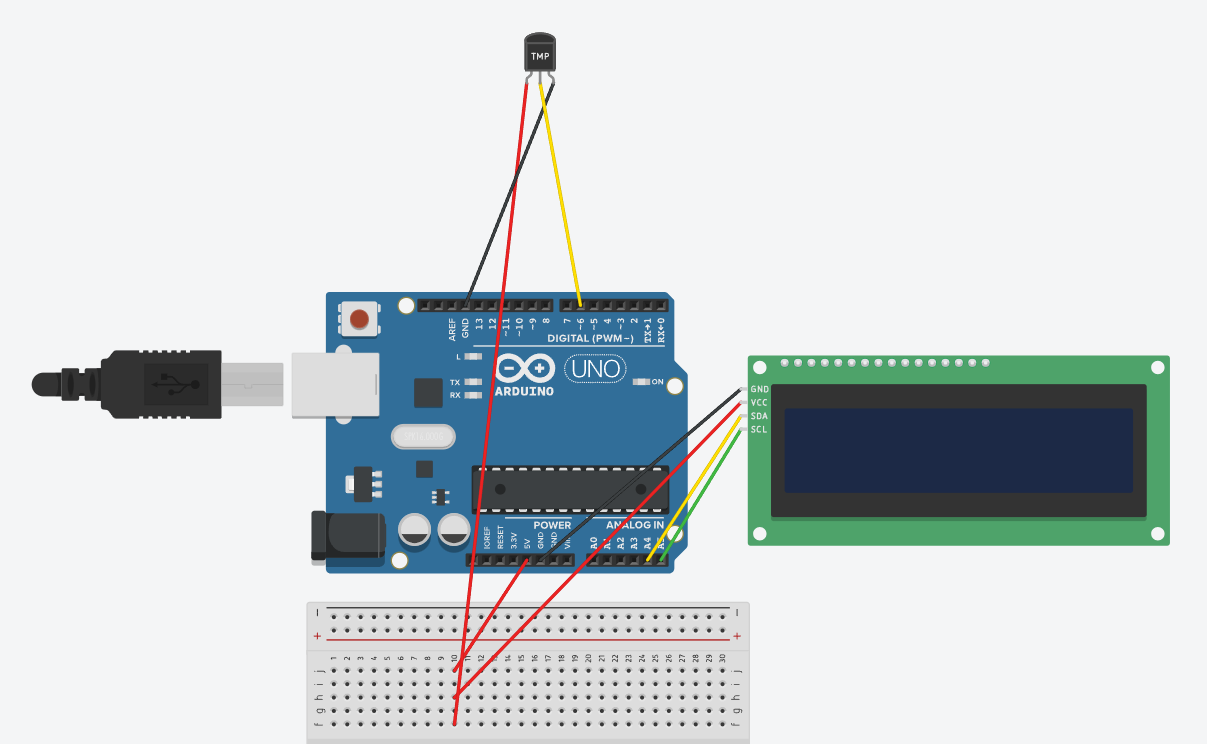 TMP
AREF
GND
13
12
~11
~10
~9
8
7
~6
~5
4
~3
2
TX→1
RX←0
DIGITAL (PWM~)
L
TX
RX
ARDUINO
UNO
ON
GND
VCC
SDA
SCL
POWER
ANALOG IN
IOREF
RESET
3.3V
5V
GND
GND
A0
A1
A2
A3
A4
− −
+ +
1 2 3 4 5 6 7 8 9 10 11 12 13 14 15 16 17 18 19 20 21 22 23 24 25 26 27 28 29 30
j j
i i
h h
g g
f f